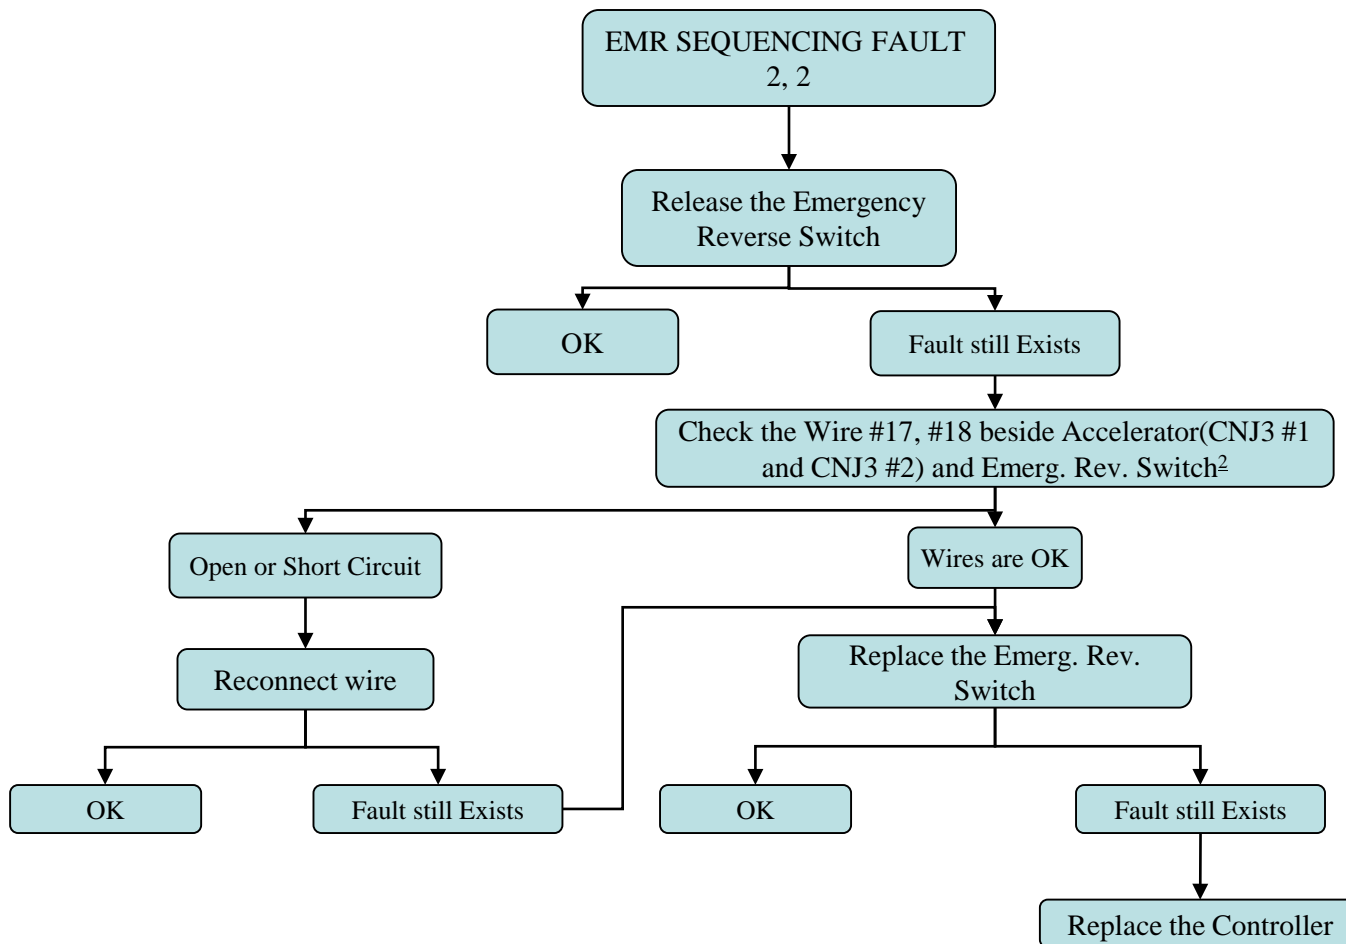 EMR SEQUENCING FAULT
2, 2
Release the Emergency
Reverse Switch
OK
Fault still Exists
Check the Wire #17, #18 beside Accelerator(CNJ3 #1
and CNJ3 #2) and Emerg. Rev. Switch2
Open or Short Circuit
Wires are OK
Reconnect wire
Replace the Emerg. Rev.
Switch
OK
Fault still Exists
OK
Fault still Exists
Replace the Controller